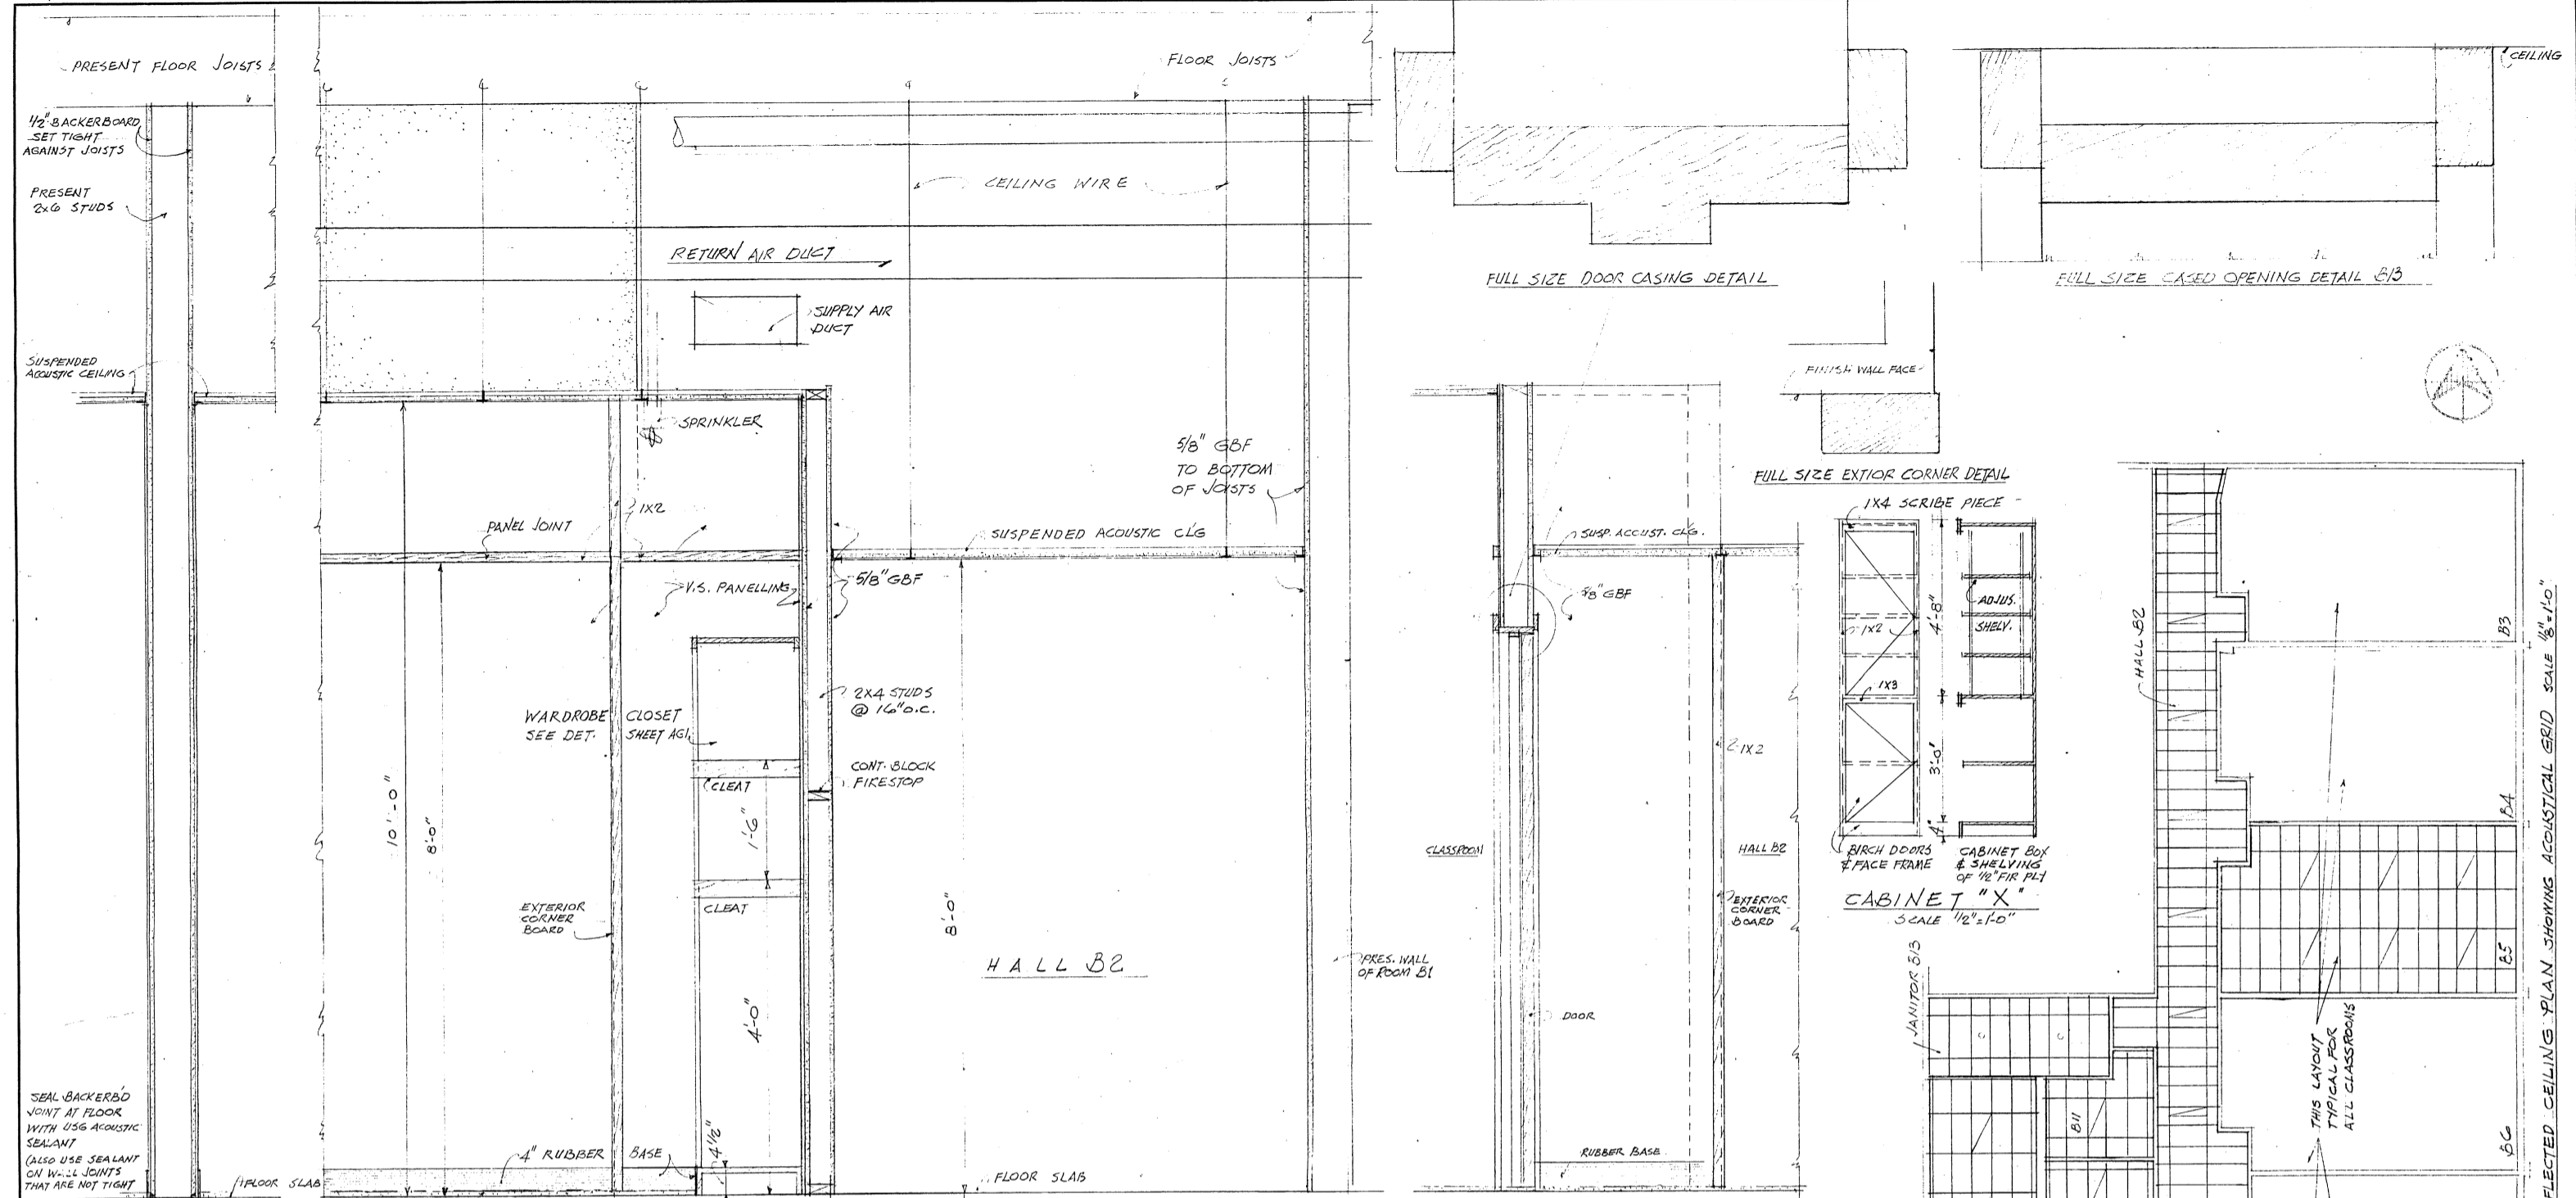 PRESENT FLOOR JOISTS
FLOOR JOISTS
1/2" BACKERBOARD
SET TIGHT
AGAINST JOISTS
PRESENT
2x6 STUDS
CEILING WIRE
RETURN AIR DUCT
SUPPLY AIR
DUCT
SUSPENDED
ACOUSTIC CEILING
SPRINKLER
5/8" GBF
TO BOTTOM
OF JOISTS
PANEL JOINT
1X2
SUSPENDED ACOUSTIC CLG
5/8" GBF
V.S. PANELLING
2X4 STUDS
@ 16" O.C.
WARDROBE CLOSET
SEE DET. SHEET AG1
CONT. BLOCK
FIRESTOP
CLEAT
10'-0"
8'-0"
1'-6"
EXTERIOR
CORNER
BOARD
CLEAT
8'-0"
HALL B2
PRES. WALL
OF ROOM B1
4'-0"
SEAL BACKERB'D
JOINT AT FLOOR
WITH USG ACOUSTIC
SEALANT
(ALSO USE SEALANT
ON WALL JOINTS
THAT ARE NOT TIGHT
4" RUBBER BASE
4 1/2"
FLOOR SLAB
FLOOR SLAB
FULL SIZE DOOR CASING DETAIL
CEILING
FULL SIZE CASED OPENING DETAIL B13
FINISH WALL FACE
FULL SIZE EXTIOR CORNER DETAIL
SUSP. ACCUST. CLG.
5/8" GBF
1X2
CLASSROOM
HALL B2
EXTERIOR
CORNER
BOARD
DOOR
RUBBER BASE
1X4 SCRIBE PIECE
1X2
4'-8"
ADJUS.
SHELV.
1X3
3'-0"
4"
BIRCH DOORS
& FACE FRAME
CABINET BOX
& SHELVING
OF 1/2" FIR PLY
CABINET "X"
SCALE 1/2"=1'-0"
HALL B2
JANITOR B13
B3
B4
B5
B6
B11
THIS LAYOUT
TYPICAL FOR
ALL CLASSROOMS
FLECTED CEILING PLAN SHOWING ACOUSTICAL GRID SCALE 1/8"=1'-0"